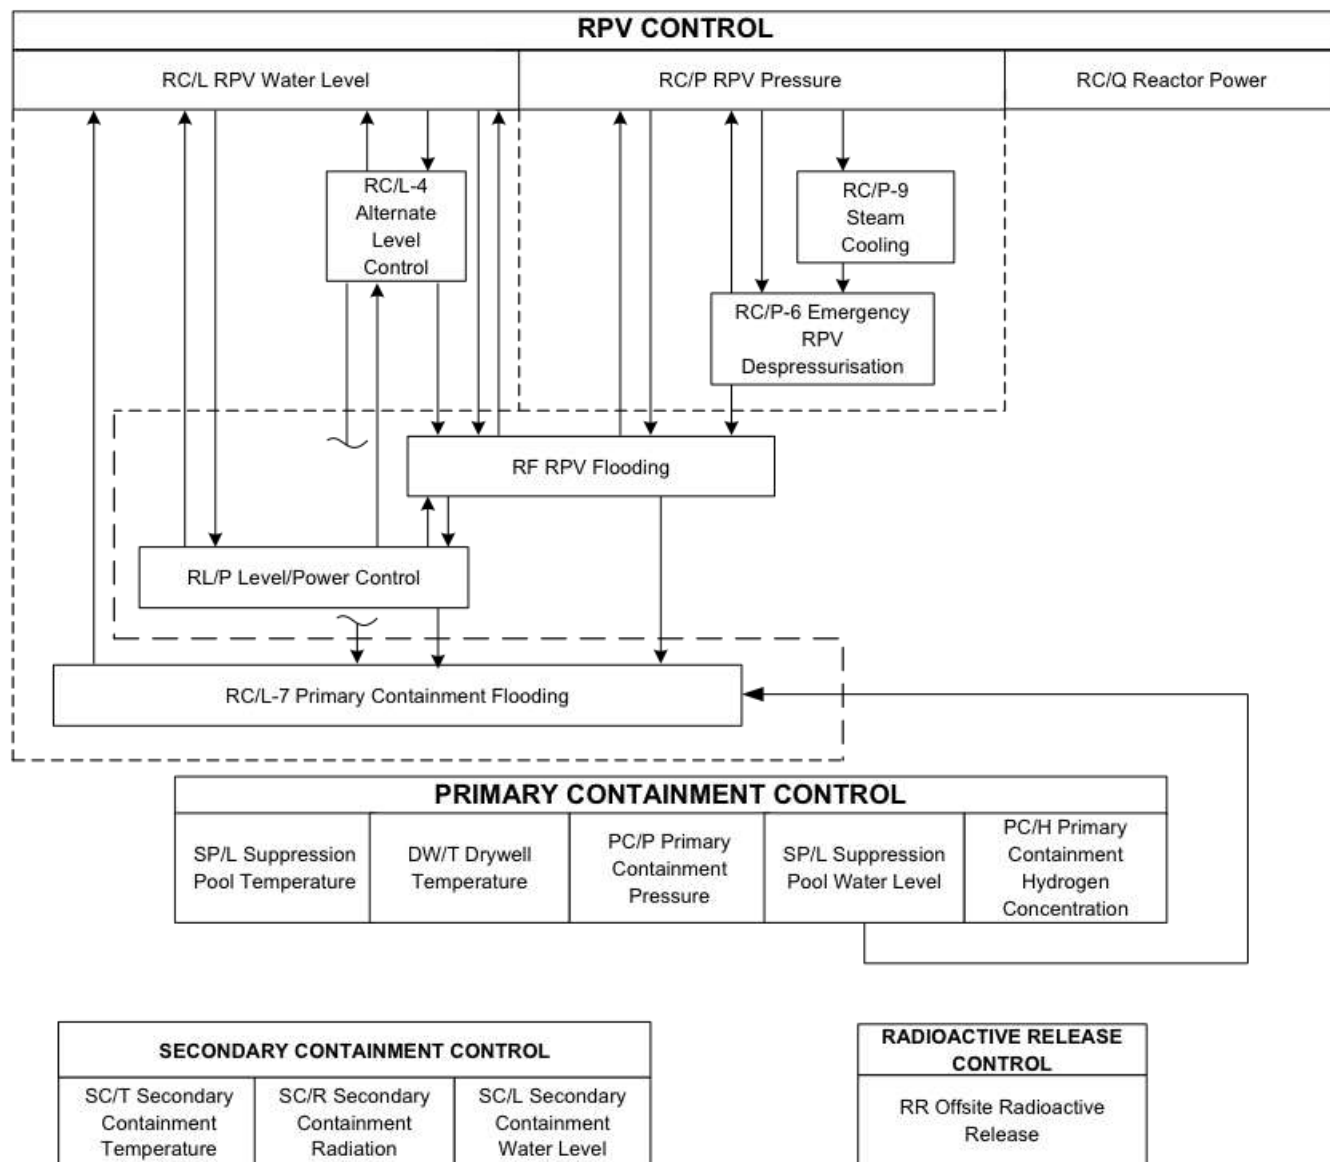 RPV CONTROL
RC/L RPV Water Level
RC/P RPV Pressure
RC/Q Reactor Power
RC/L-4
Alternate
Level
Control
RC/P-9
Steam
Cooling
RC/P-6 Emergency
RPV
Despressurisation
RF RPV Flooding
RL/P Level/Power Control
RC/L-7 Primary Containment Flooding
PRIMARY CONTAINMENT CONTROL
SP/L Suppression
Pool Temperature
DW/T Drywell
Temperature
PC/P Primary
Containment
Pressure
SP/L Suppression
Pool Water Level
PC/H Primary
Containment
Hydrogen
Concentration
SECONDARY CONTAINMENT CONTROL
SC/T Secondary
Containment
Temperature
SC/R Secondary
Containment
Radiation
SC/L Secondary
Containment
Water Level
RADIOACTIVE RELEASE
CONTROL
RR Offsite Radioactive
Release